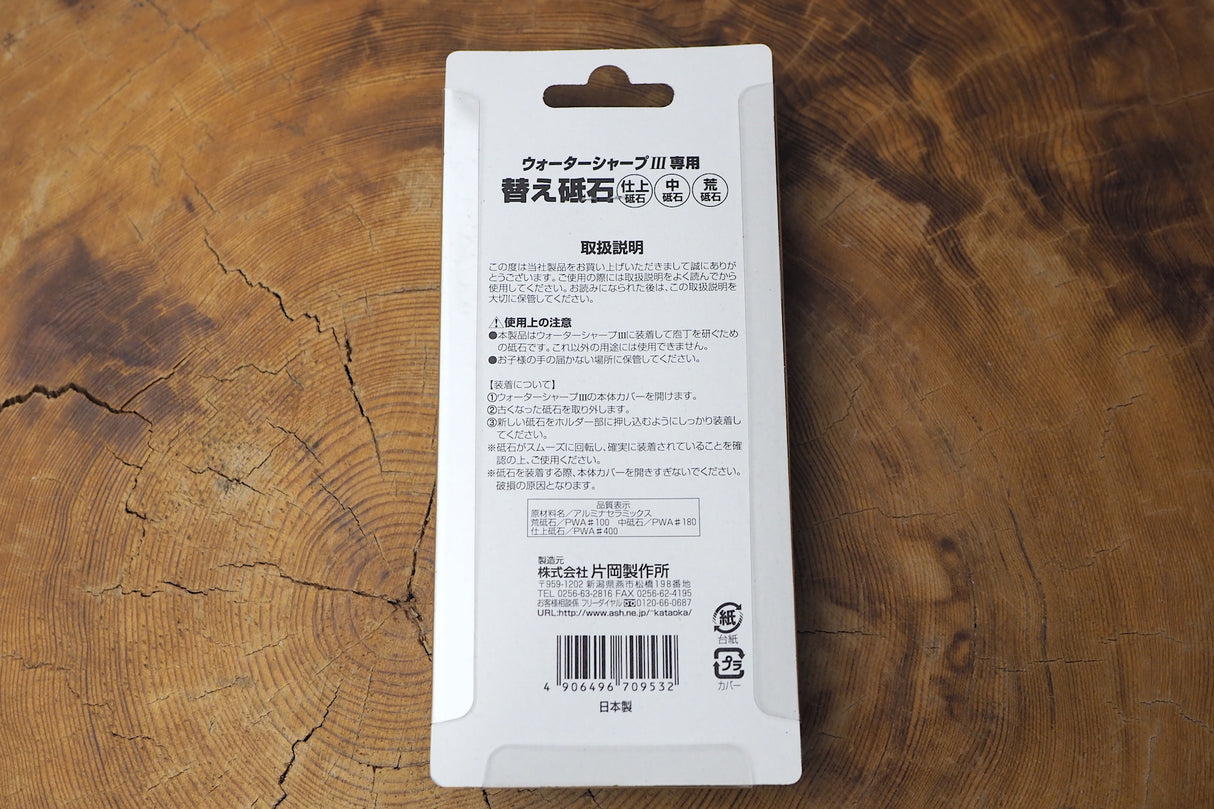 ウォーターシャープⅢ専用
替え砥石 仕上砥石 中砥石 荒砥石
取扱説明
この度は当社製品をお買い上げいただきまして誠にありが
とうございます。ご使用の際には取扱説明をよく読んでから
使用してください。お読みになられた後は、この取扱説明を
大切に保管してください。
⚠使用上の注意
●本製品はウォーターシャープⅢに装着して庖丁を研ぐため
の砥石です。これ以外の用途には使用できません。
●お子様の手の届かない場所に保管してください。
【装着について】
①ウォーターシャープⅢの本体カバーを開けます。
②古くなった砥石を取り外します。
③新しい砥石をホルダー部に押し込むようにしっかり装着し
てください。
※砥石がスムーズに回転し、確実に装着されていることを確
認の上、ご使用ください。
※砥石を装着する際、本体カバーを開きすぎないでください。
破損の原因となります。
品質表示
原材料名／アルミナセラミックス
荒砥石／PWA♯100 中砥石／PWA♯180
仕上砥石／PWA♯400
製造元
株式会社 片岡製作所
〒959-1202 新潟県燕市松橋198番地
TEL 0256-63-2816 FAX 0256-62-4195
お客様相談係 フリーダイヤル 0120-66-0687
URL:http://www.ash.ne.jp/~kataoka/
紙
台紙
プラ
カバー
4 906496 709532
日本製